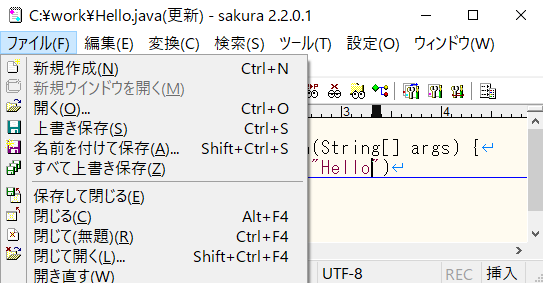 C:¥work¥Hello.java(更新) - sakura 2.2.0.1
ファイル(F) 編集(E) 変換(C) 検索(S) ツール(T) 設定(O) ウィンドウ(W)
新規作成(N) Ctrl+N
新規ウインドウを開く(M)
開く(O)... Ctrl+O
上書き保存(S) Ctrl+S
名前を付けて保存(A)... Shift+Ctrl+S
すべて上書き保存(Z)
保存して閉じる(E)
閉じる(C) Alt+F4
閉じて(無題)(R) Ctrl+F4
閉じて開く(L)... Shift+Ctrl+F4
開き直す(W)
3 4
(String[] args) {↵
"Hello")↵
UTF-8 REC 挿入